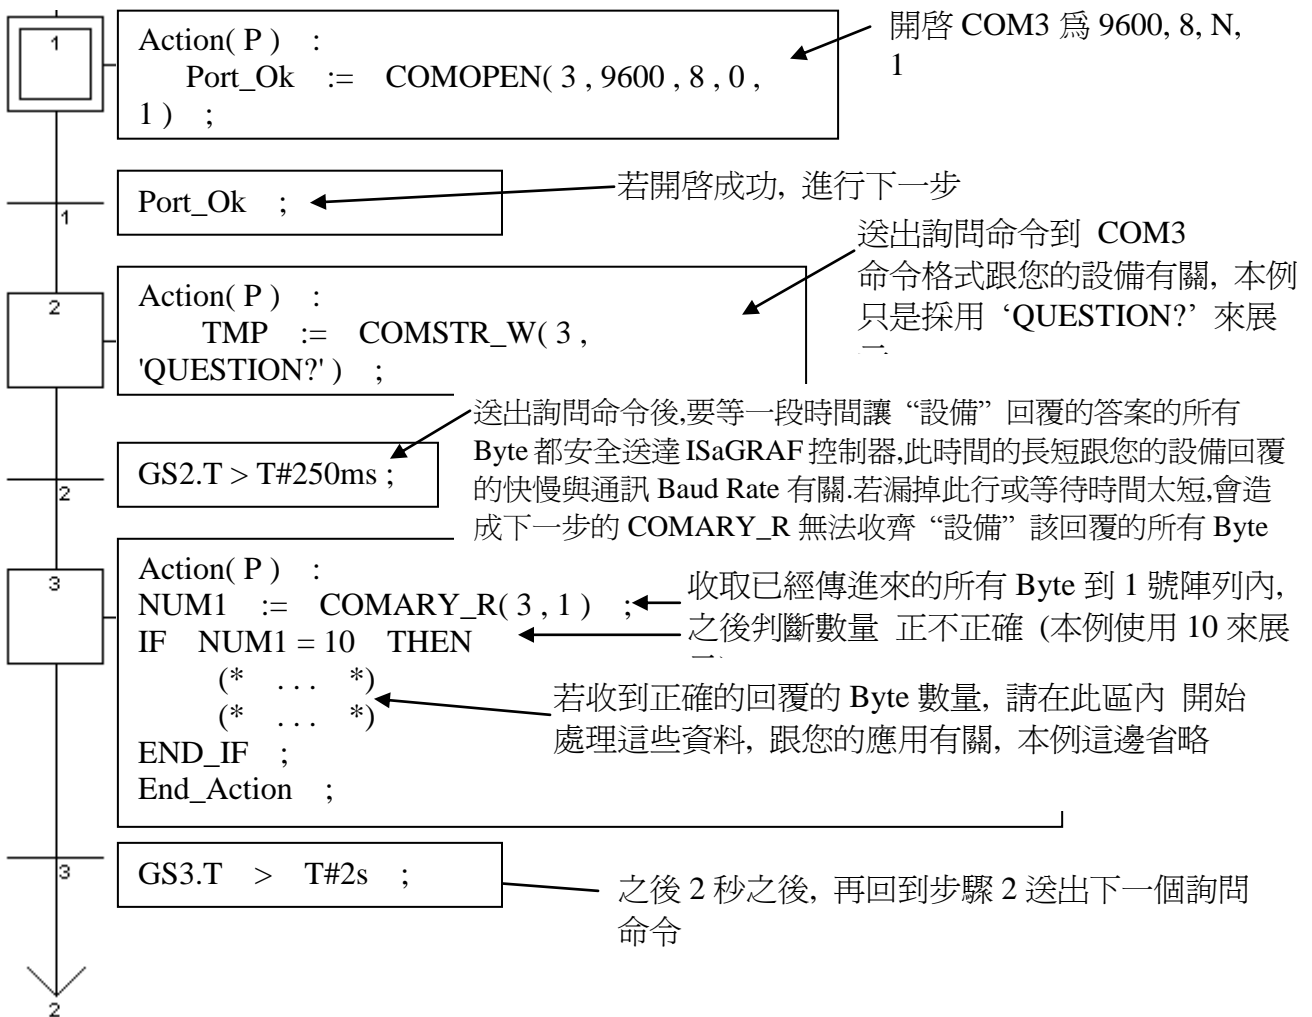 1
Action( P ) :
Port_Ok := COMOPEN( 3 , 9600 , 8 , 0 ,
1 ) ;
開啓 COM3 爲 9600, 8, N,
1
1
Port_Ok ;
若開啓成功, 進行下一步
送出詢問命令到 COM3
命令格式跟您的設備有關, 本例
只是採用 ‘QUESTION?’ 來展
2
Action( P ) :
TMP := COMSTR_W( 3 ,
'QUESTION?' ) ;
送出詢問命令後,要等一段時間讓 “設備” 回覆的答案的所有
Byte 都安全送達 ISaGRAF 控制器,此時間的長短跟您的設備回覆
的快慢與通訊 Baud Rate 有關.若漏掉此行或等待時間太短,會造
成下一步的 COMARY_R 無法收齊 “設備” 該回覆的所有 Byte
2
GS2.T > T#250ms ;
3
Action( P ) :
NUM1 := COMARY_R( 3 , 1 ) ;
IF NUM1 = 10 THEN
(* ... *)
(* ... *)
END_IF ;
End_Action ;
收取已經傳進來的所有 Byte 到 1 號陣列內,
之後判斷數量 正不正確 (本例使用 10 來展
若收到正確的回覆的 Byte 數量, 請在此區內 開始
處理這些資料, 跟您的應用有關, 本例這邊省略
3
GS3.T > T#2s ;
之後 2 秒之後, 再回到步驟 2 送出下一個詢問
命令
2